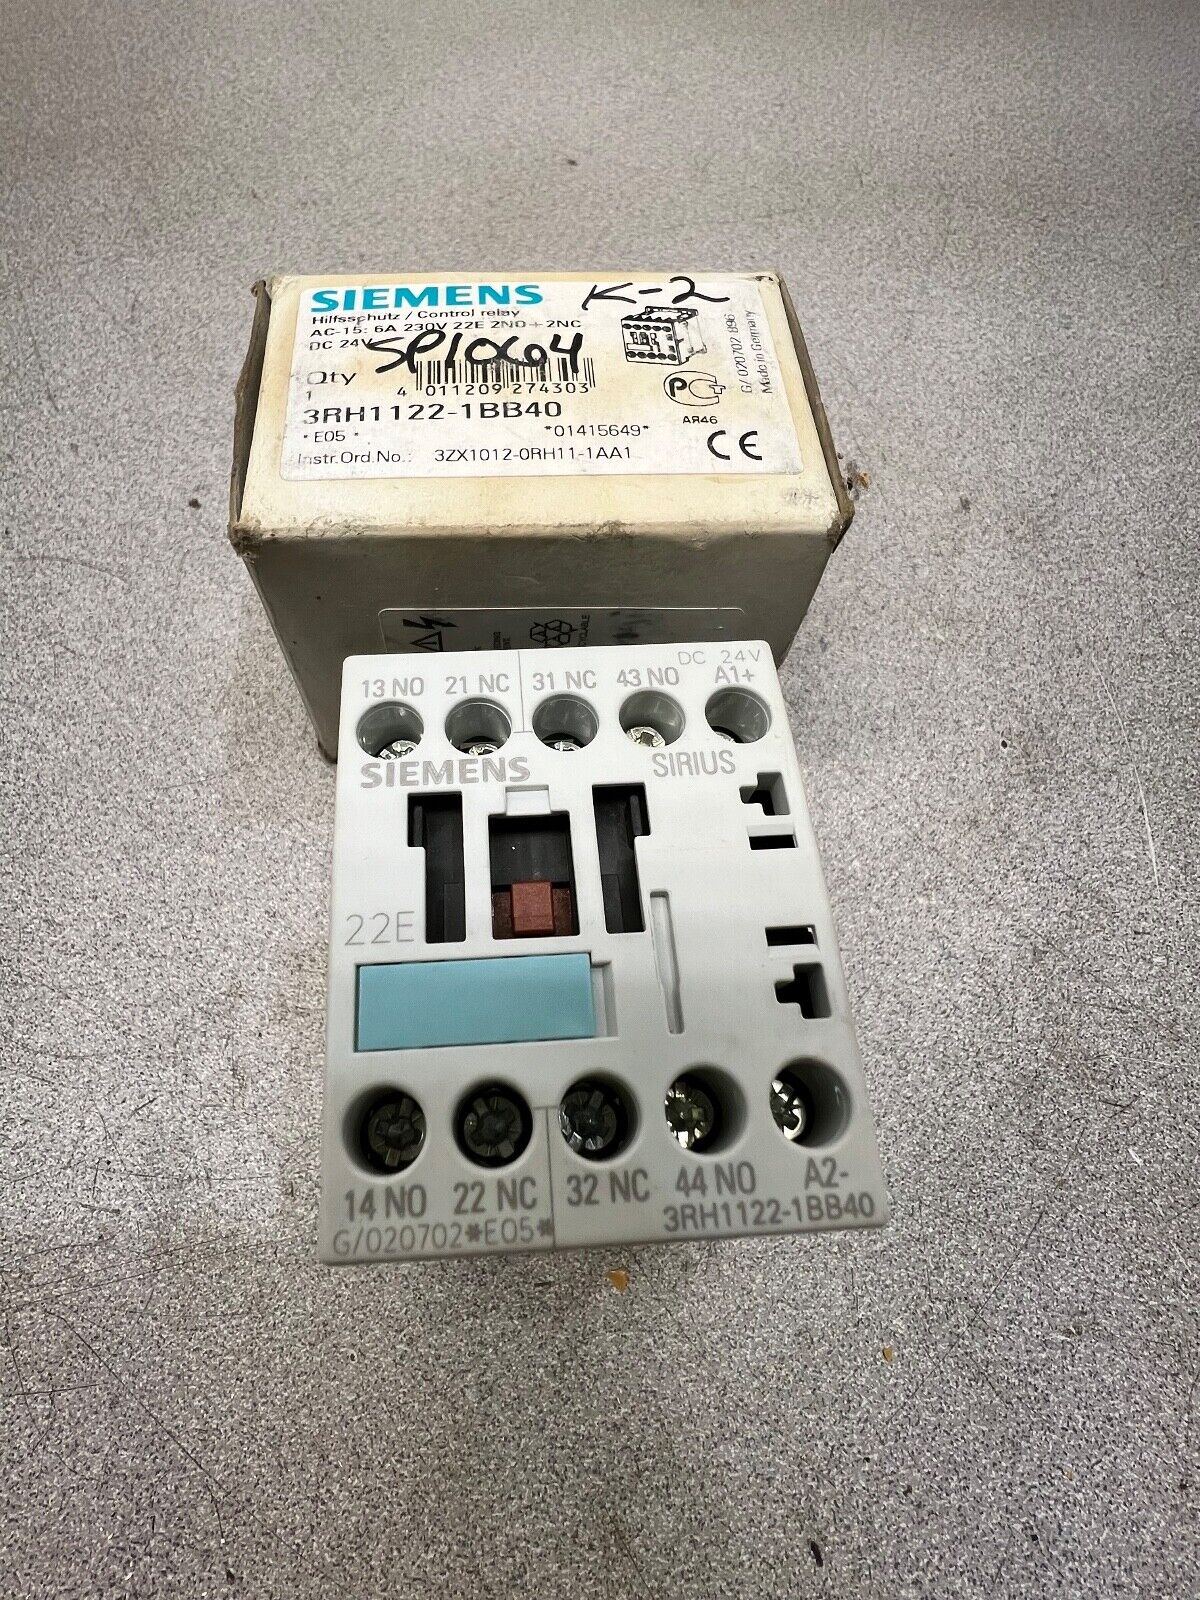 SIEMENS
K-2
Hilfsschutz / Control relay
AC-15: 6A 230V 22E 2NO+2NC
DC 24V
SP1064
Qty
1
4 011209 274303
3RH1122-1BB40
* E05 *
*01415649*
Instr.Ord.No.: 3ZX1012-0RH11-1AA1
АЯ46
CE
G/ 020702 896
Made in Germany
DC 24V
13 NO 21 NC 31 NC 43 NO A1+
SIEMENS
SIRIUS
22E
14 NO 22 NC 32 NC 44 NO A2-
3RH1122-1BB40
G/020702*E05*